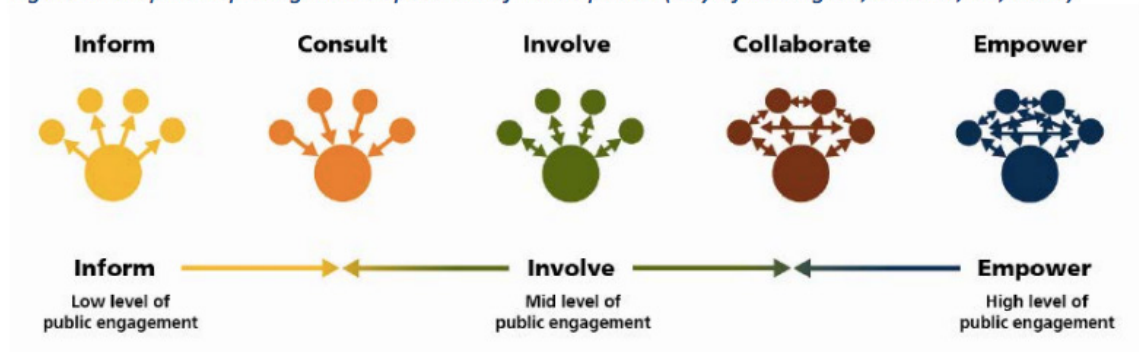 Inform Consult Involve Collaborate Empower
Inform Involve Empower
Low level of Mid level of High level of
public engagement public engagement public engagement